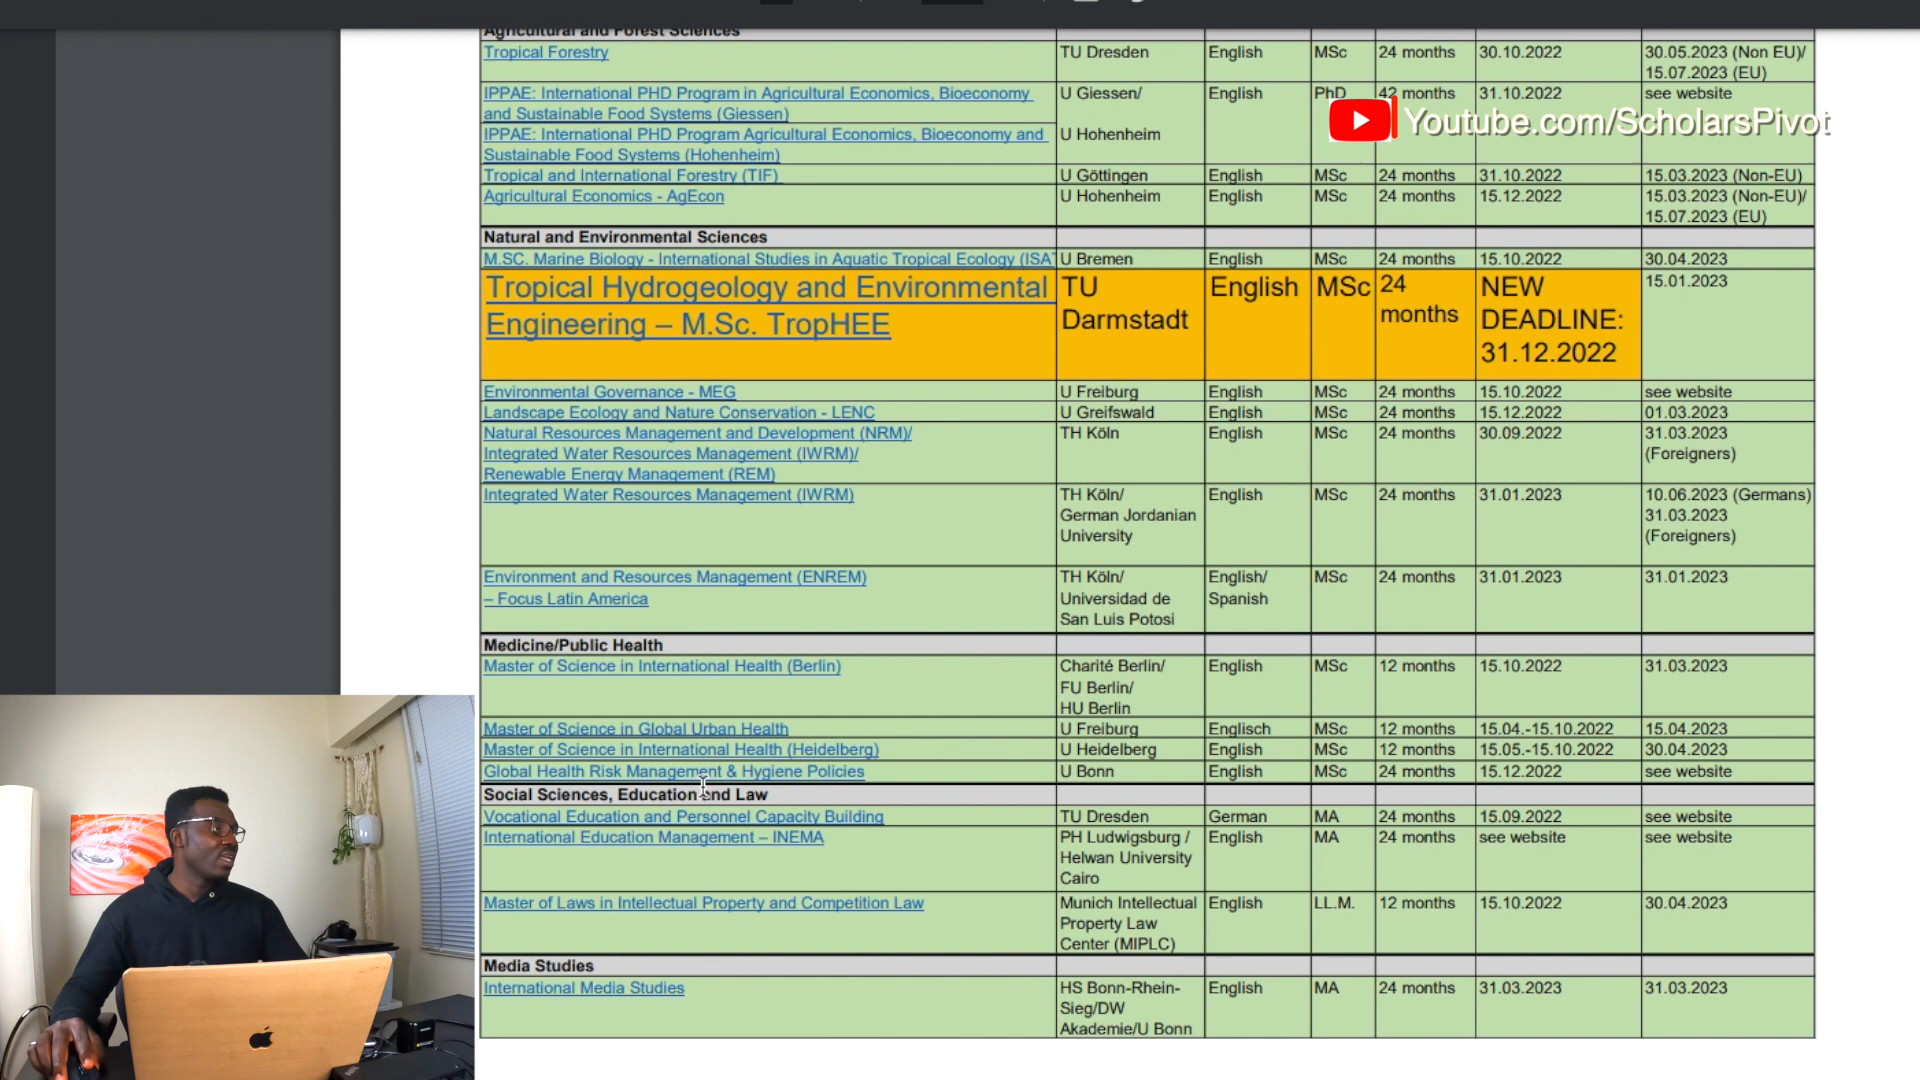 Agricultural and Forest Sciences
Tropical Forestry TU Dresden English MSc 24 months 30.10.2022 30.05.2023 (Non EU)/
15.07.2023 (EU)
IPPAE: International PHD Program in Agricultural Economics, Bioeconomy U Giessen/ English PhD 42 months 31.10.2022 see website
and Sustainable Food Systems (Giessen)
Youtube.com/ScholarsPivot
IPPAE: International PHD Program Agricultural Economics, Bioeconomy and U Hohenheim
Sustainable Food Systems (Hohenheim)
Tropical and International Forestry (TIF) U Göttingen English MSc 24 months 31.10.2022 15.03.2023 (Non-EU)
Agricultural Economics - AgEcon U Hohenheim English MSc 24 months 15.12.2022 15.03.2023 (Non-EU)/
15.07.2023 (EU)
Natural and Environmental Sciences
M.SC. Marine Biology - International Studies in Aquatic Tropical Ecology (ISAT U Bremen English MSc 24 months 15.10.2022 30.04.2023
Tropical Hydrogeology and Environmental TU English MSc 24 NEW 15.01.2023
Engineering – M.Sc. TropHEE Darmstadt months DEADLINE:
31.12.2022
Environmental Governance - MEG U Freiburg English MSc 24 months 15.10.2022 see website
Landscape Ecology and Nature Conservation - LENC U Greifswald English MSc 24 months 15.12.2022 01.03.2023
Natural Resources Management and Development (NRM)/ TH Köln English MSc 24 months 30.09.2022 31.03.2023
Integrated Water Resources Management (IWRM)/ (Foreigners)
Renewable Energy Management (REM)
Integrated Water Resources Management (IWRM) TH Köln/ English MSc 24 months 31.01.2023 10.06.2023 (Germans)
German Jordanian 31.03.2023
University (Foreigners)
Environment and Resources Management (ENREM) TH Köln/ English/ MSc 24 months 31.01.2023 31.01.2023
– Focus Latin America Universidad de Spanish
San Luis Potosi
Medicine/Public Health
Master of Science in International Health (Berlin) Charité Berlin/ English MSc 12 months 15.10.2022 31.03.2023
FU Berlin/
HU Berlin
Master of Science in Global Urban Health U Freiburg Englisch MSc 12 months 15.04.-15.10.2022 15.04.2023
Master of Science in International Health (Heidelberg) U Heidelberg English MSc 12 months 15.05.-15.10.2022 30.04.2023
Global Health Risk Management & Hygiene Policies U Bonn English MSc 24 months 15.12.2022 see website
Social Sciences, Education and Law
Vocational Education and Personnel Capacity Building TU Dresden German MA 24 months 15.09.2022 see website
International Education Management – INEMA PH Ludwigsburg / English MA 24 months see website see website
Helwan University
Cairo
Master of Laws in Intellectual Property and Competition Law Munich Intellectual English LL.M. 12 months 15.10.2022 30.04.2023
Property Law
Center (MIPLC)
Media Studies
International Media Studies HS Bonn-Rhein- English MA 24 months 31.03.2023 31.03.2023
Sieg/DW
Akademie/U Bonn